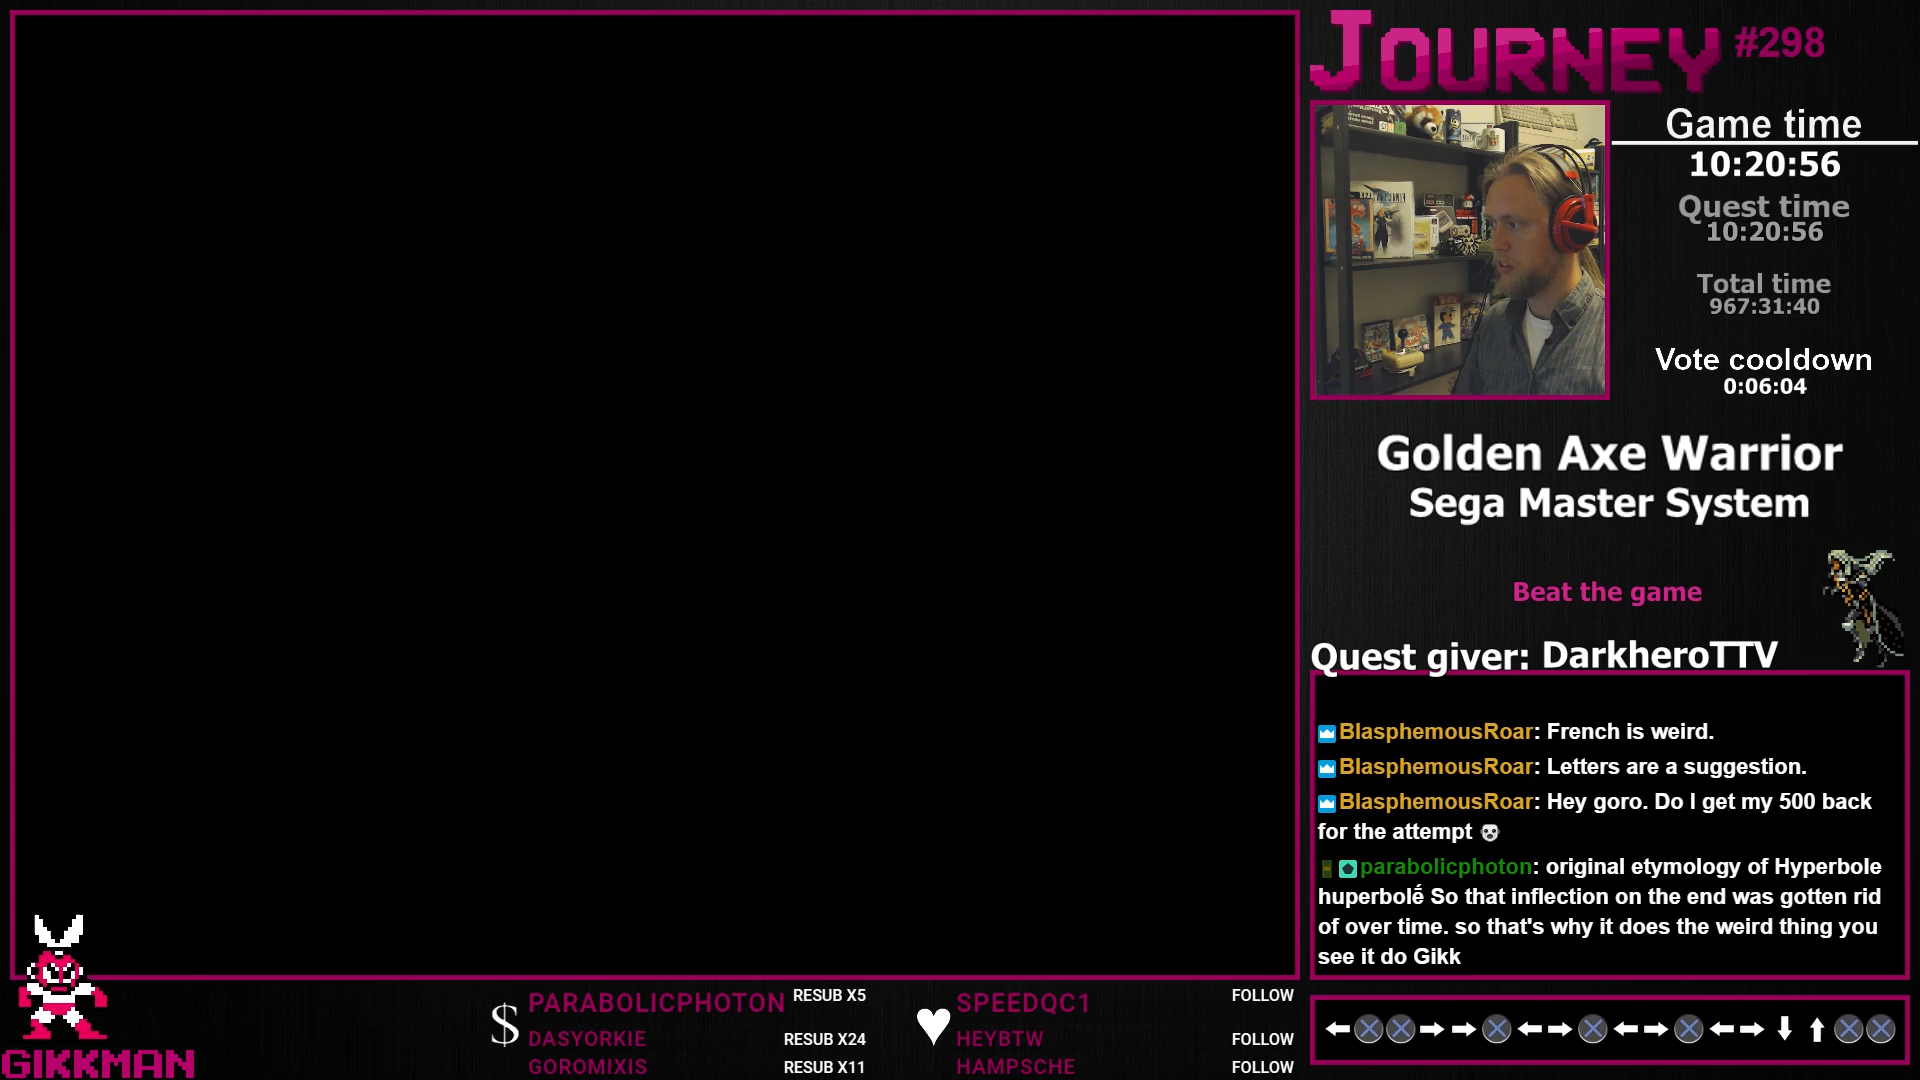 JOURNEY #298
Game time
10:20:56
Quest time
10:20:56
Total time
967:31:40
Vote cooldown
0:06:04
Golden Axe Warrior
Sega Master System
Beat the game
Quest giver: DarkheroTTV
BlasphemousRoar: French is weird.
BlasphemousRoar: Letters are a suggestion.
BlasphemousRoar: Hey goro. Do I get my 500 back
for the attempt
parabolicphoton: original etymology of Hyperbole
huperbolé So that inflection on the end was gotten rid
of over time. so that's why it does the weird thing you
see it do Gikk
GIKKMAN
$ PARABOLICPHOTON RESUB X5
DASYORKIE RESUB X24
GOROMIXIS RESUB X11
SPEEDQC1 FOLLOW
HEYBTW FOLLOW
HAMPSCHE FOLLOW